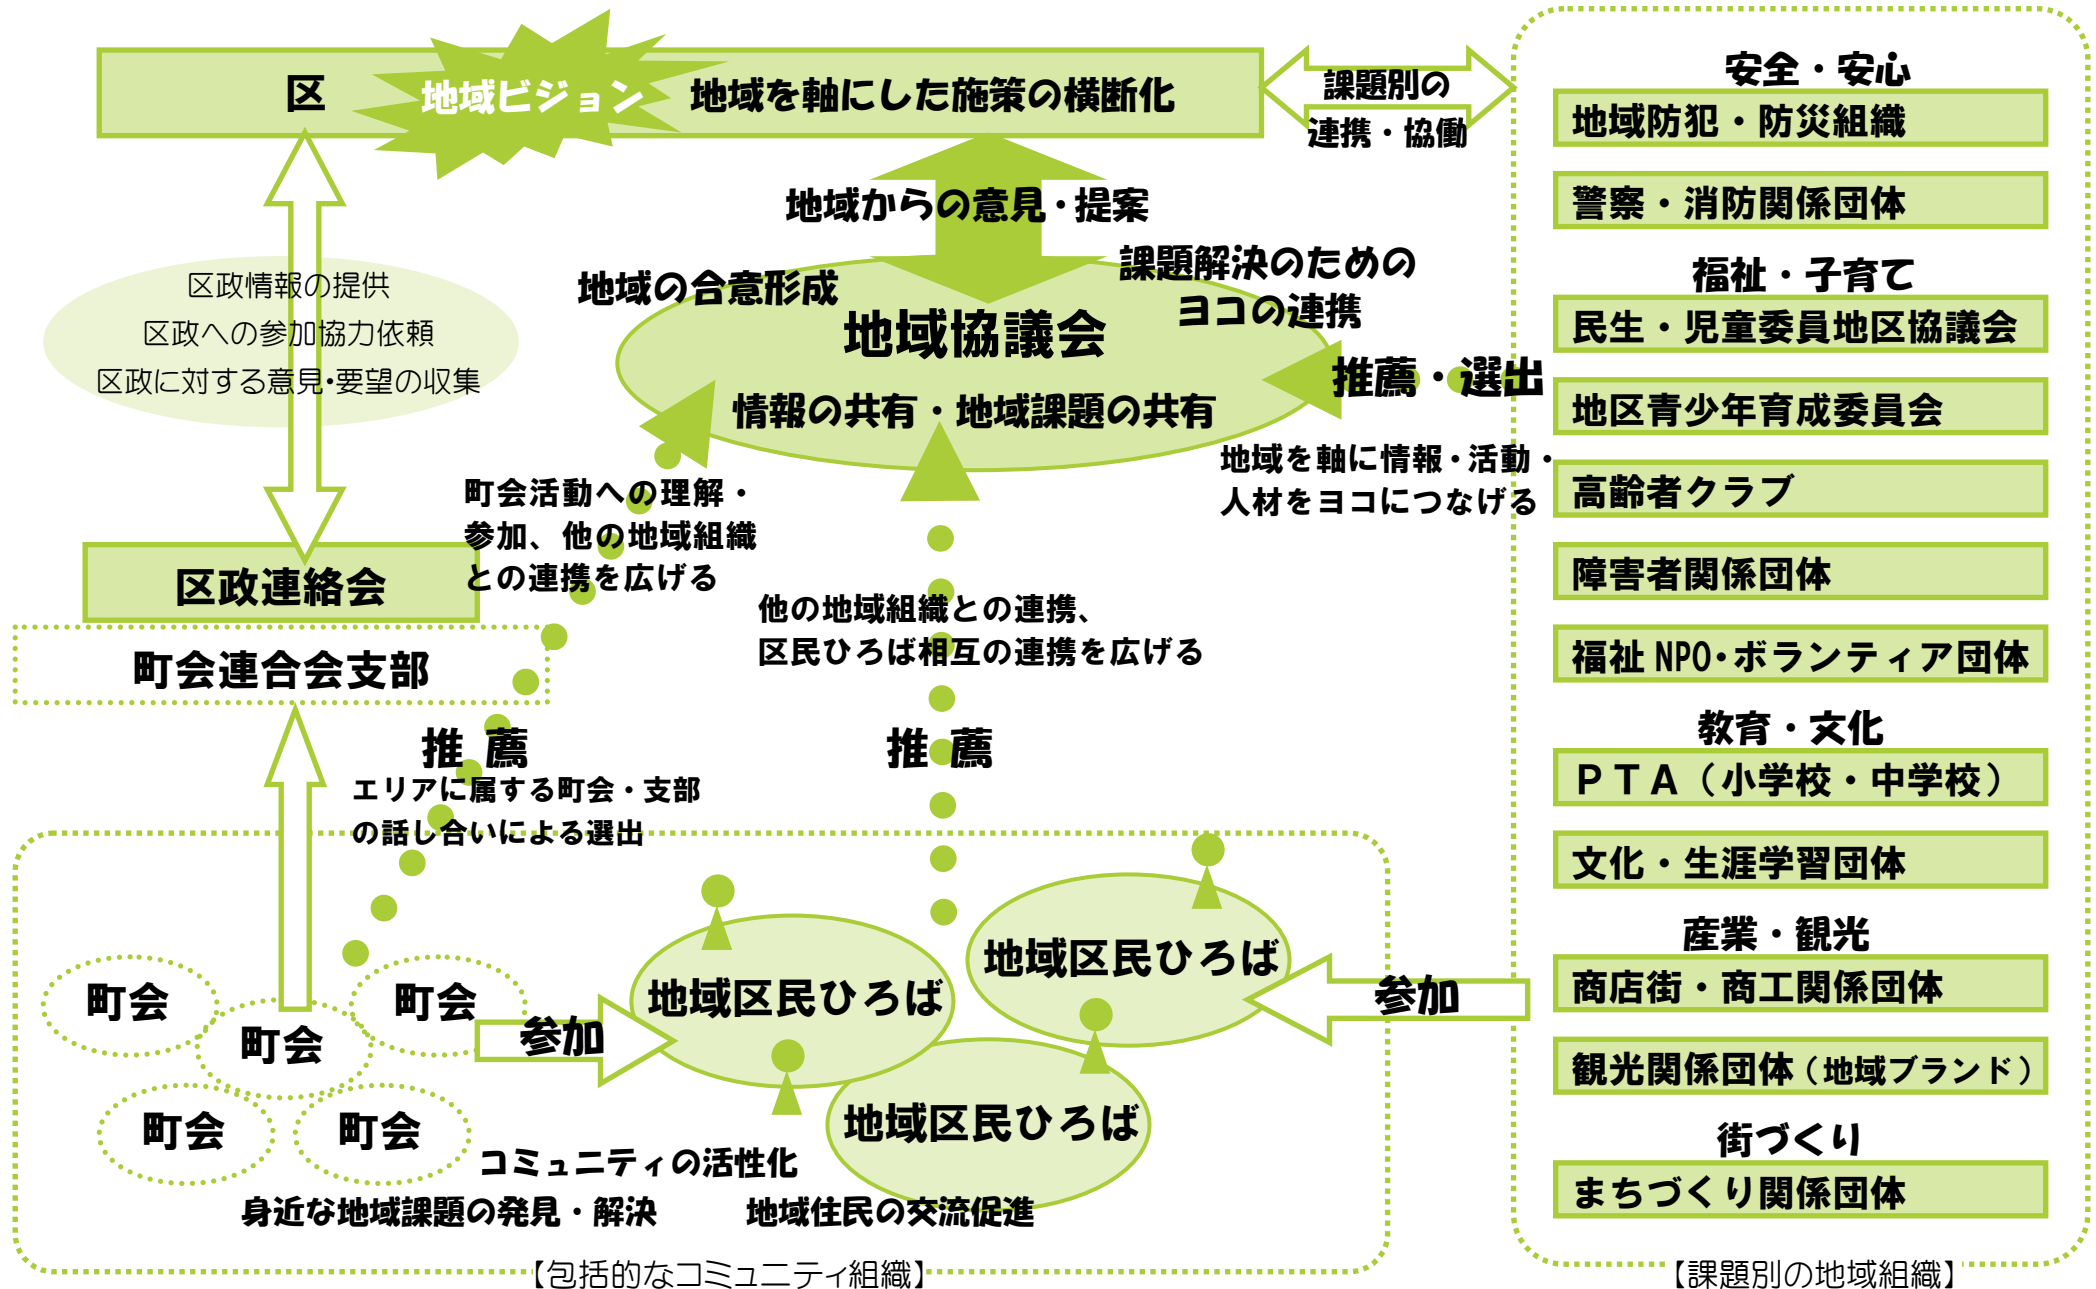 区
地域ビジョン
地域を軸にした施策の横断化
課題別の
連携・協働
地域からの意見・提案
区政情報の提供
区政への参加協力依頼
区政に対する意見・要望の収集
地域の合意形成
課題解決のための
ヨコの連携
地域協議会
情報の共有・地域課題の共有
推薦・選出
地域を軸に情報・活動・
人材をヨコにつなげる
町会活動への理解・
参加、他の地域組織
との連携を広げる
区政連絡会
町会連合会支部
他の地域組織との連携、
区民ひろば相互の連携を広げる
推薦
エリアに属する町会・支部
の話し合いによる選出
推薦
町会
町会
町会
町会
町会
参加
地域区民ひろば
地域区民ひろば
地域区民ひろば
参加
コミュニティの活性化
身近な地域課題の発見・解決
地域住民の交流促進
【包括的なコミュニティ組織】
安全・安心
地域防犯・防災組織
警察・消防関係団体
福祉・子育て
民生・児童委員地区協議会
地区青少年育成委員会
高齢者クラブ
障害者関係団体
福祉NPO・ボランティア団体
教育・文化
PTA（小学校・中学校）
文化・生涯学習団体
産業・観光
商店街・商工関係団体
観光関係団体（地域ブランド）
街づくり
まちづくり関係団体
【課題別の地域組織】